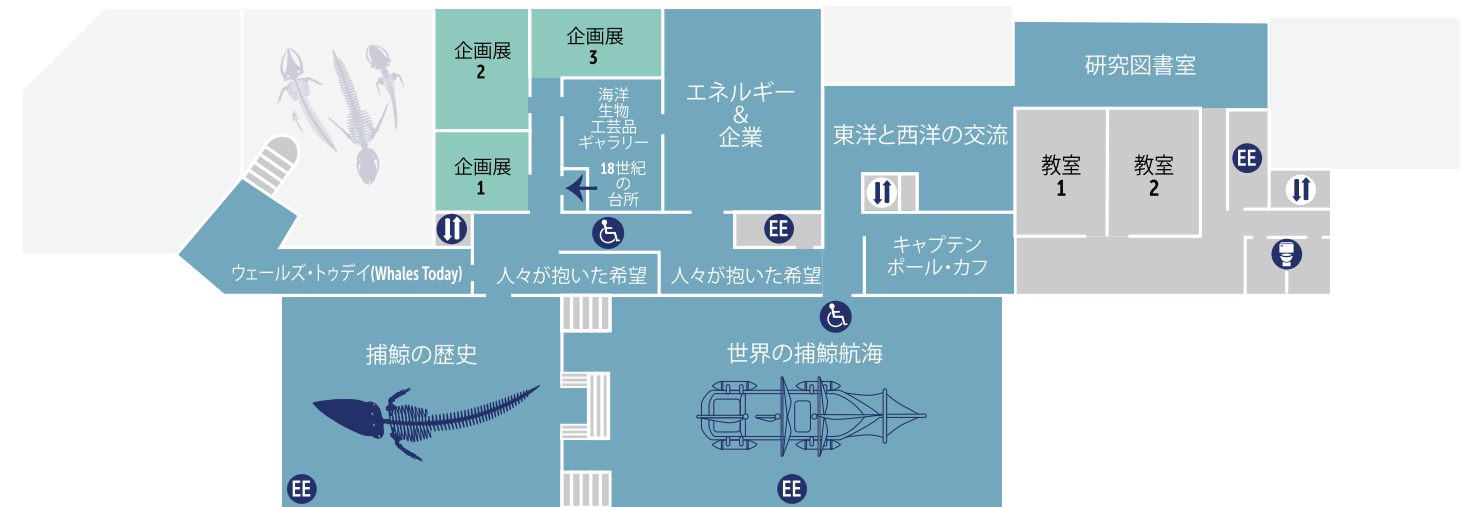 企画展
2
企画展
3
企画展
1
海洋
生物
工芸品
ギャラリー
18世紀
の
台所
エネルギー
&
企業
東洋と西洋の交流
研究図書室
教室
1
教室
2
EE
EE
キャプテン
ポール・カフ
ウェールズ・トゥデイ(Whales Today)
人々が抱いた希望
人々が抱いた希望
捕鯨の歴史
世界の捕鯨航海
EE
EE